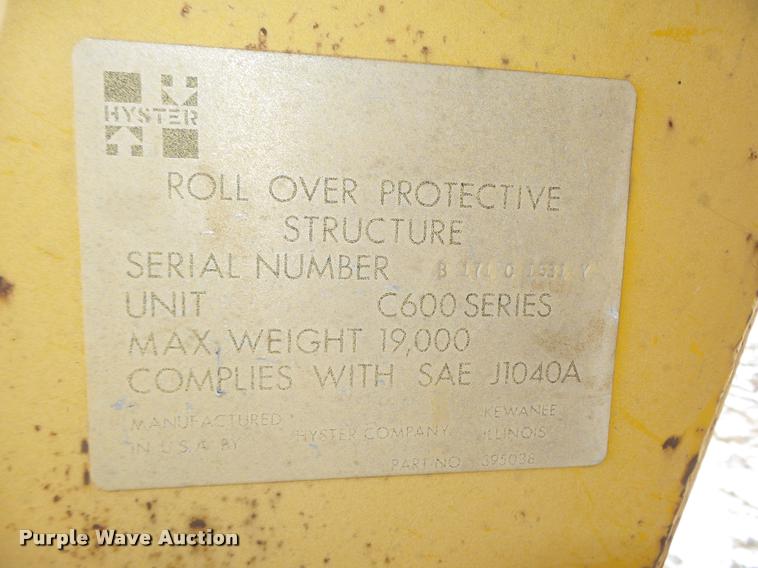 HYSTER
ROLL OVER PROTECTIVE
STRUCTURE
SERIAL NUMBER
UNIT C600 SERIES
MAX. WEIGHT 19,000
COMPLIES WITH SAE J1040A
MANUFACTURED
IN U.S.A. BY HYSTER COMPANY KEWANEE ILLINOIS
PART NO. 395038
Purple Wave Auction